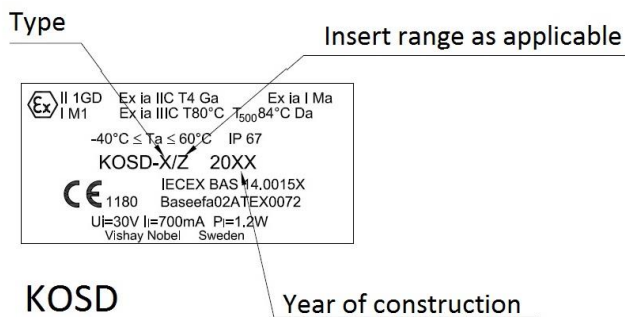 Type
Insert range as applicable
Ex II 1GD Ex ia IIC T4 Ga Ex ia I Ma
I M1 Ex ia IIIC T80°C T50084°C Da
-40°C ≤ Ta ≤ 60°C IP 67
KOSD-X/Z 20XX
IECEX BAS 14.0015X
CE 1180 Baseefa02ATEX0072
Ui=30V Ii=700mA Pi=1.2W
Vishay Nobel Sweden
KOSD
Year of construction